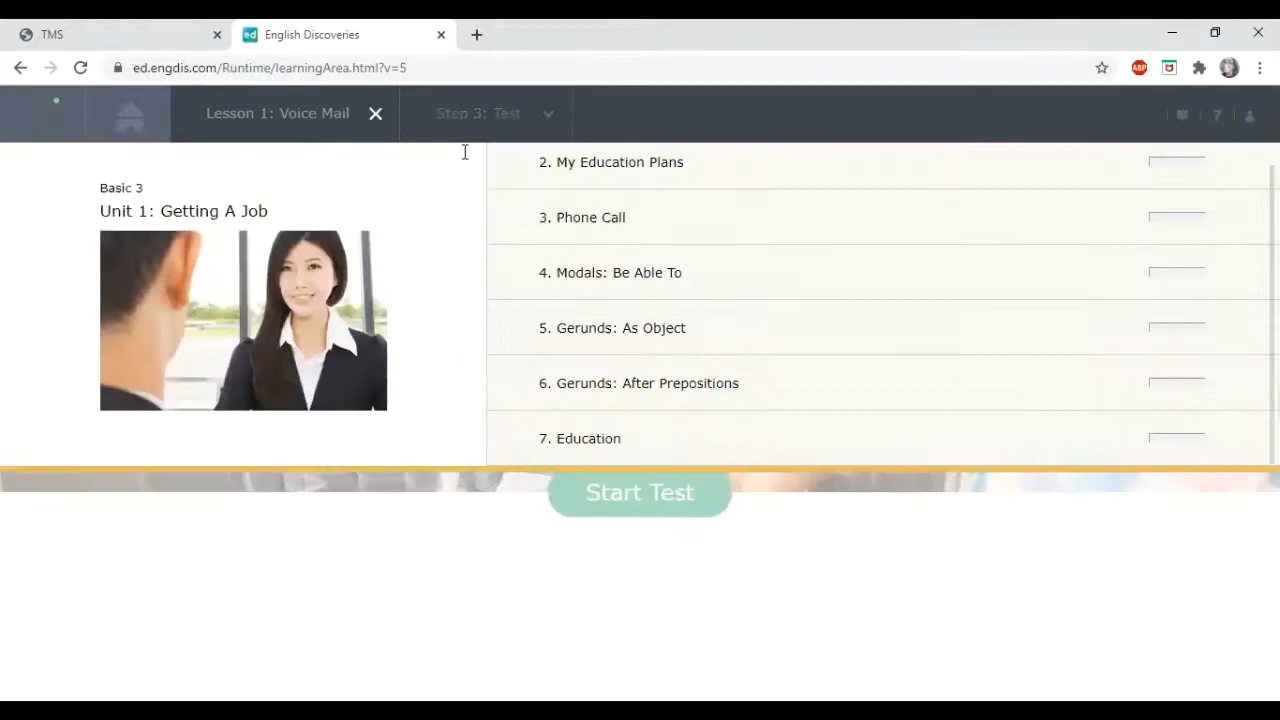 TMS
English Discoveries
ed.engdis.com/Runtime/learningArea.html?v=5
ABP
Lesson 1: Voice Mail
Step 3: Test
?
Basic 3
Unit 1: Getting A Job
2. My Education Plans
3. Phone Call
4. Modals: Be Able To
5. Gerunds: As Object
6. Gerunds: After Prepositions
7. Education
Start Test